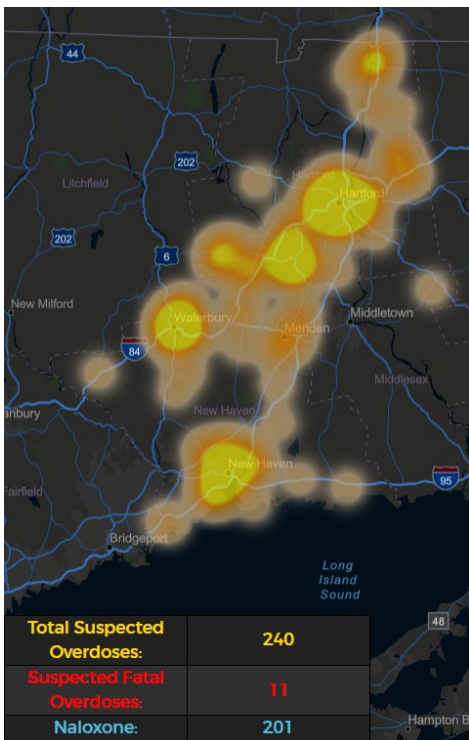 44
202
Litchfield
Hartford
Hartford
202
6
New Milford
Waterbury
Middletown
Meriden
84
Middlesex
anbury
New Haven
New Haven
95
Fairfield
Bridgeport
Long
Island
Sound
48
Total Suspected
Overdoses:
240
Suspected Fatal
Overdoses:
11
Naloxone:
201
Hampton B